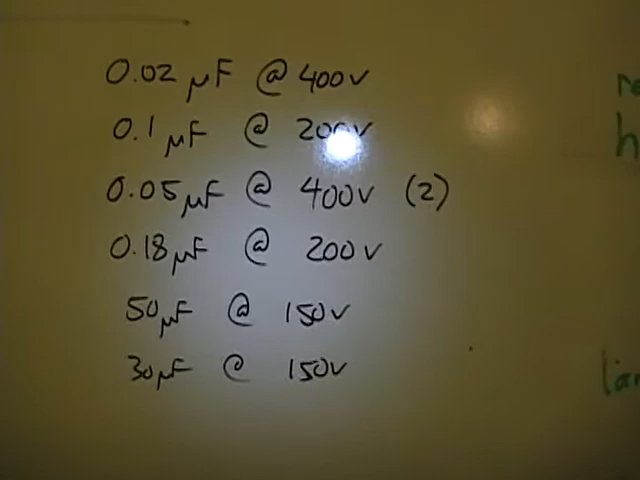 0.02 µF @ 400V
0.1 µF @ 200V
0.05 µF @ 400V (2)
0.18 µF @ 200V
50 µF @ 150V
30 µF @ 150V